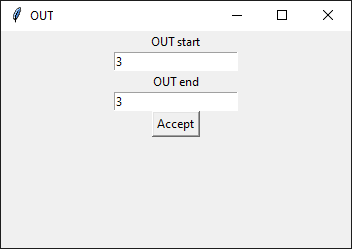 OUT
OUT start
3
OUT end
3
Accept